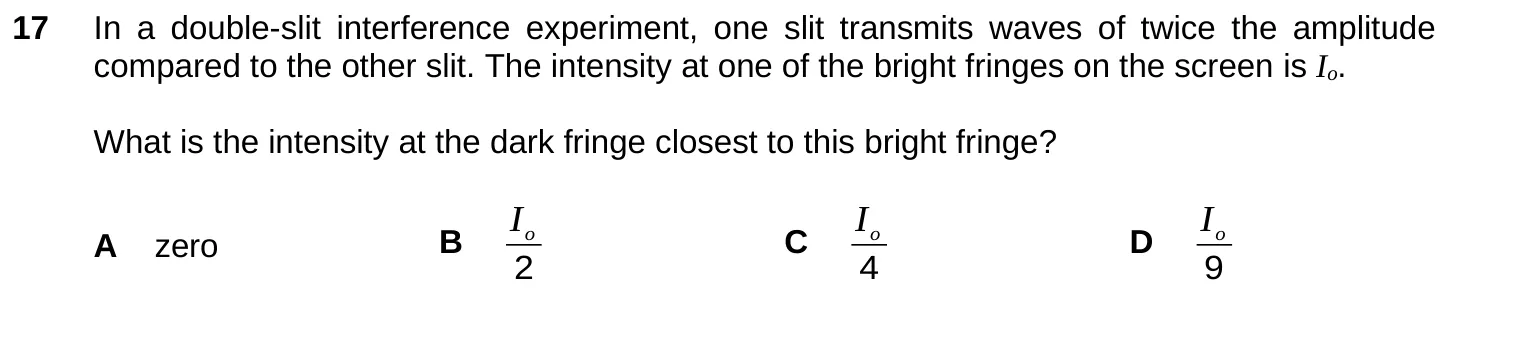 17 In a double-slit interference experiment, one slit transmits waves of twice the amplitude
compared to the other slit. The intensity at one of the bright fringes on the screen is Iₒ.
What is the intensity at the dark fringe closest to this bright fringe?
A zero B Iₒ/2 C Iₒ/4 D Iₒ/9